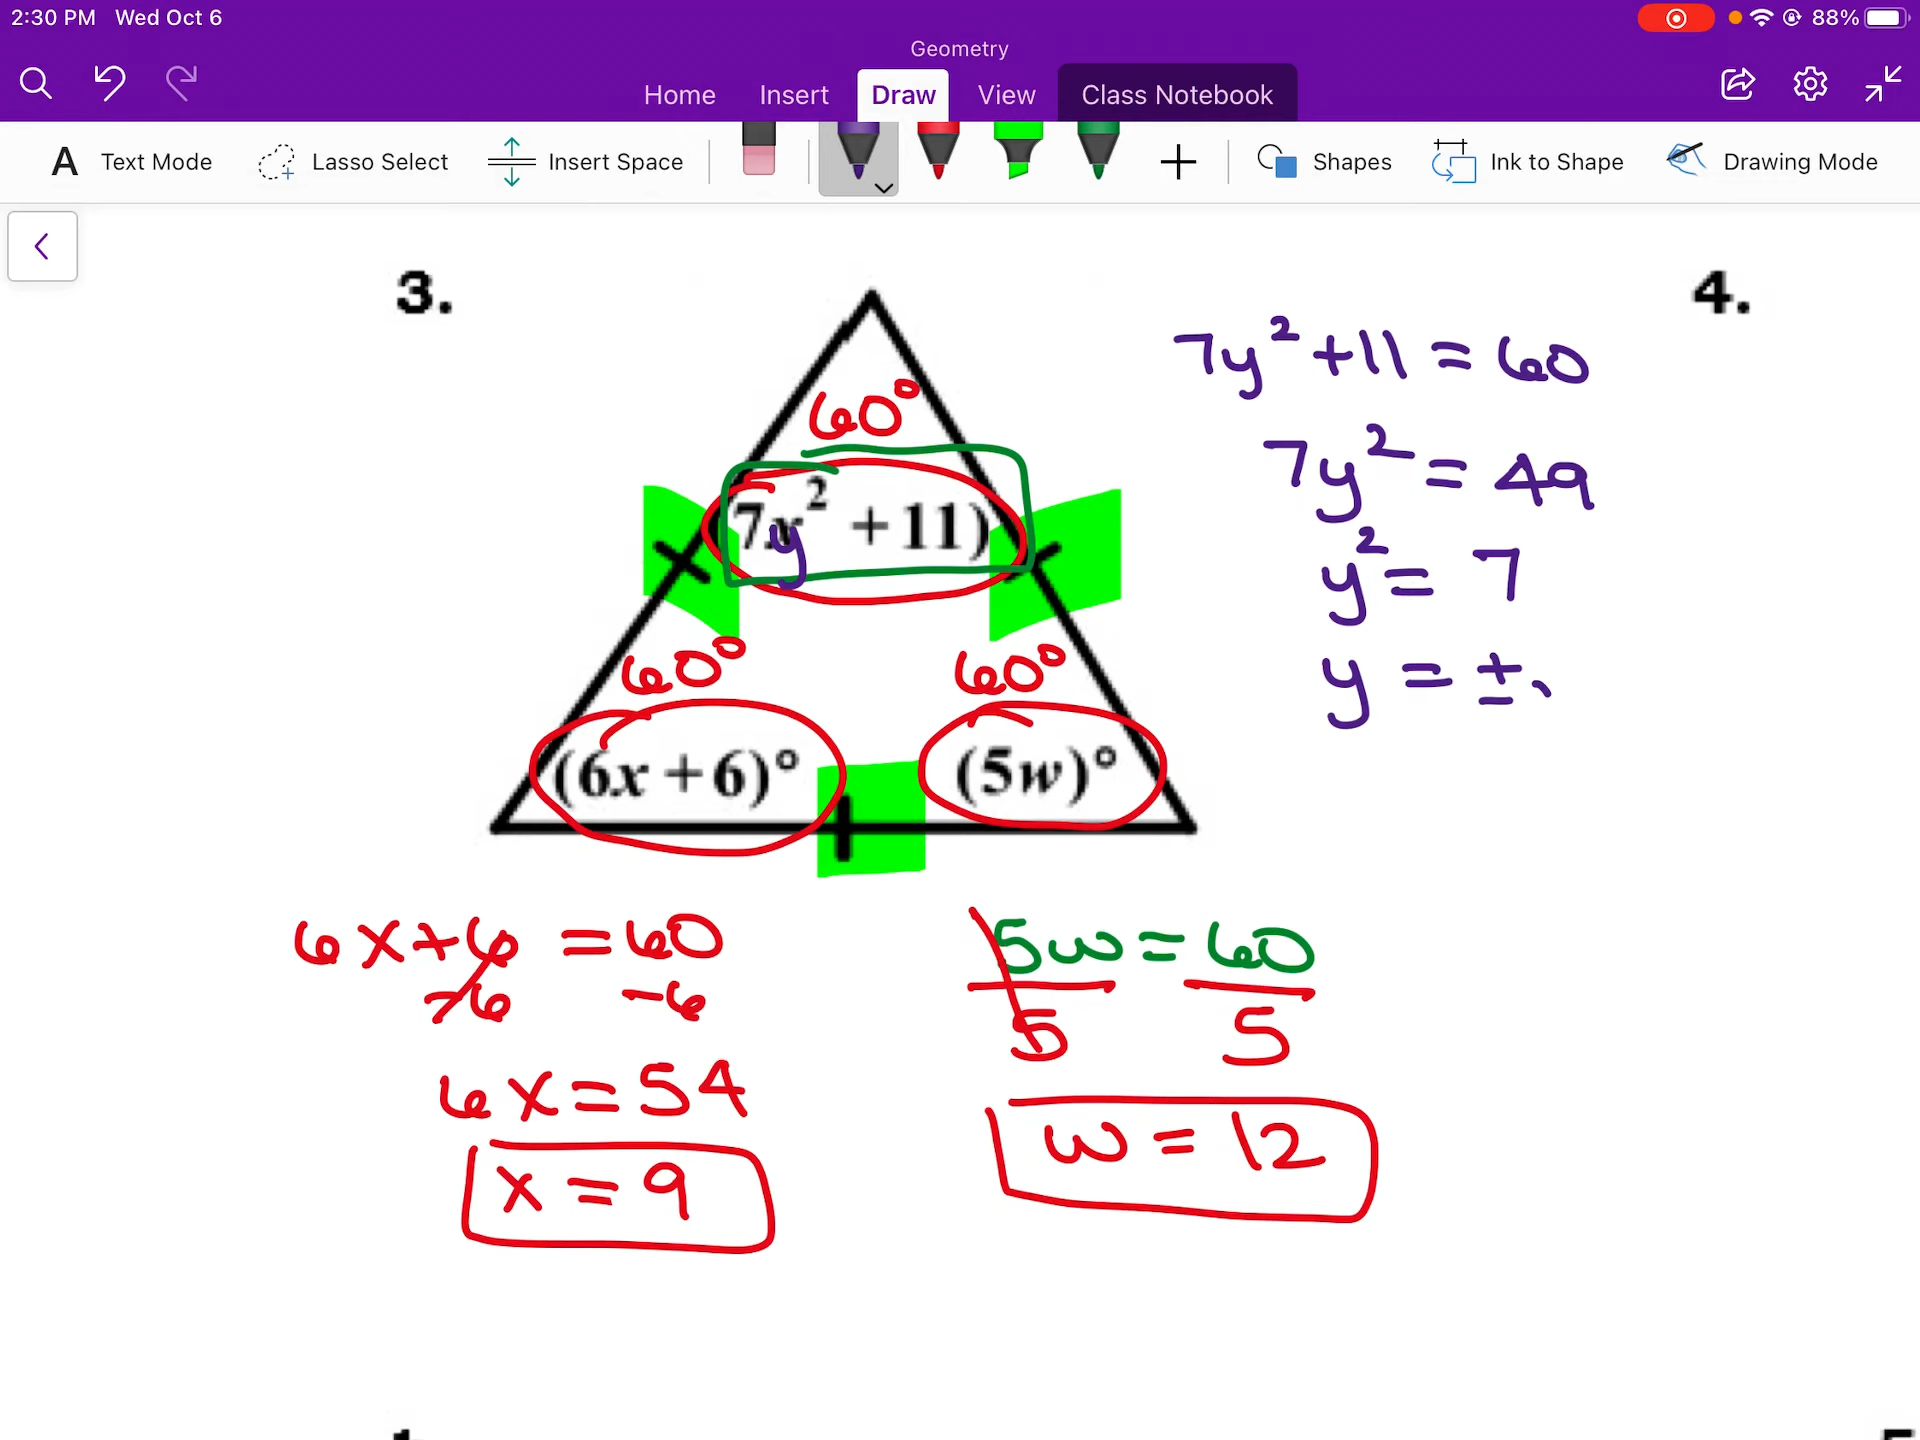 2:30 PM Wed Oct 6
88%
Geometry
Home Insert Draw View Class Notebook
A Text Mode Lasso Select Insert Space Shapes Ink to Shape Drawing Mode
3.
4.
60°
7y² + 11)
60° 60°
(6x + 6)° (5w)°
7y² + 11 = 60
7y² = 49
y² = 7
y = ±
6x + 6 = 60
-6 -6
6x = 54
x = 9
5w = 60
5 5
w = 12